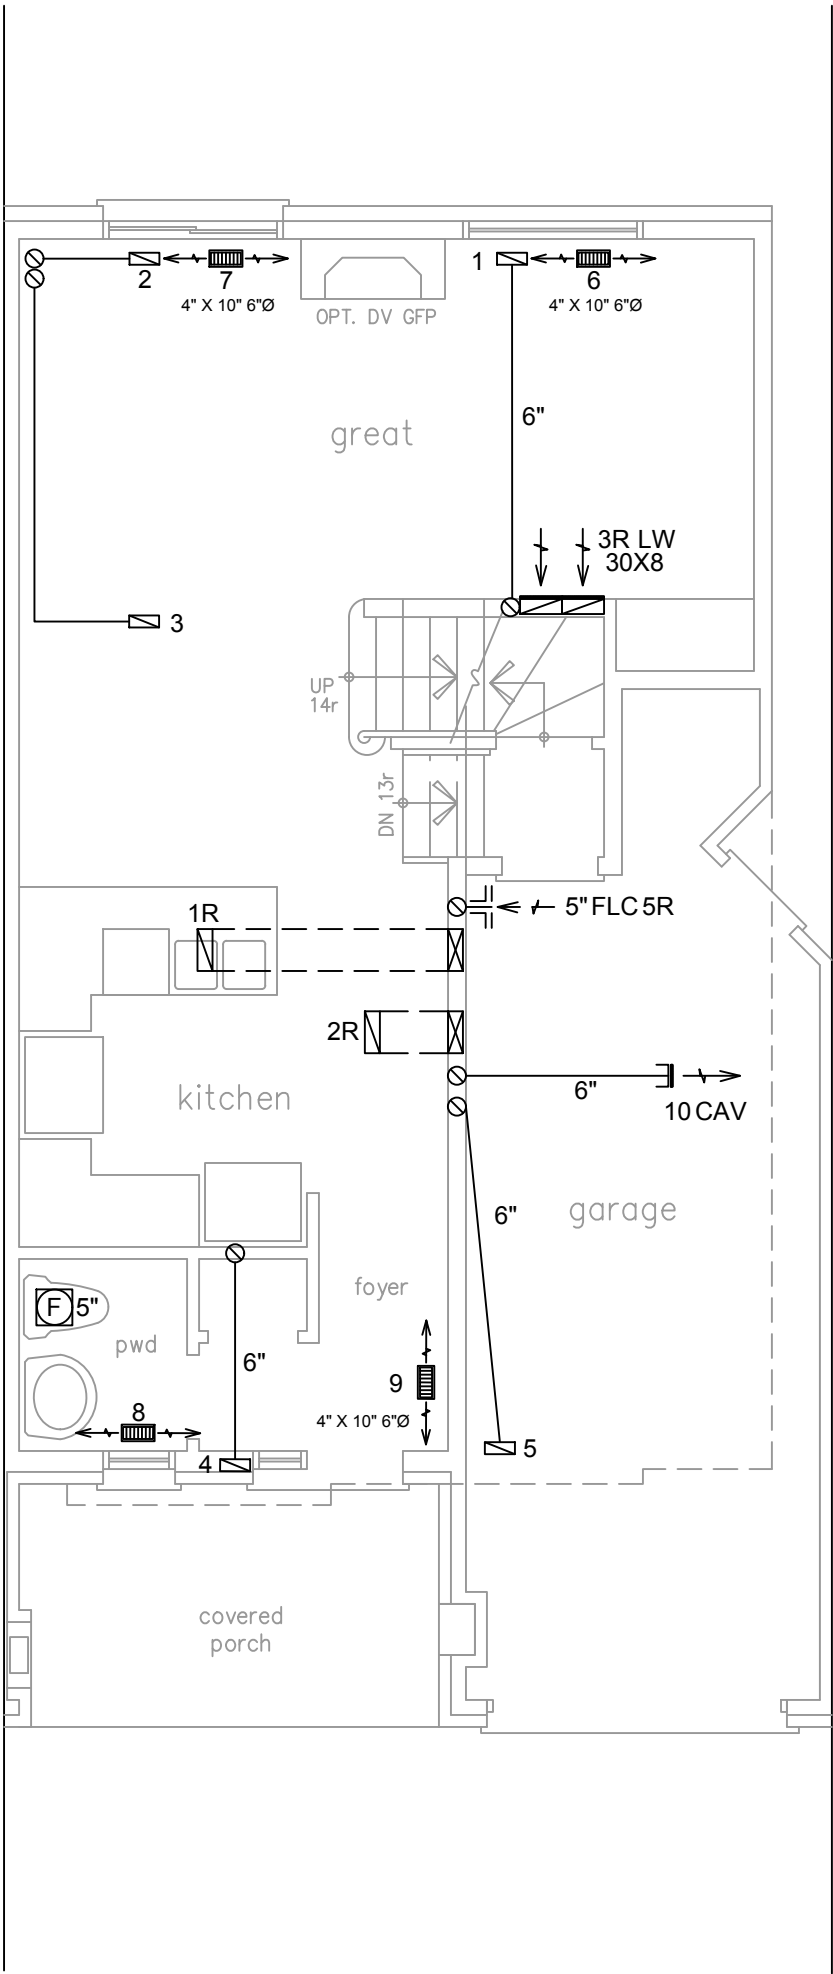 1
2
7
6
4" X 10" 6"Ø
4" X 10" 6"Ø
OPT. DV GFP
6"
great
3R LW
30X8
3
UP
14r
DN 13r
1R
5" FLC 5R
2R
6"
kitchen
10 CAV
6"
garage
foyer
F
5"
pwd
6"
9
8
4" X 10" 6"Ø
4
5
covered
porch